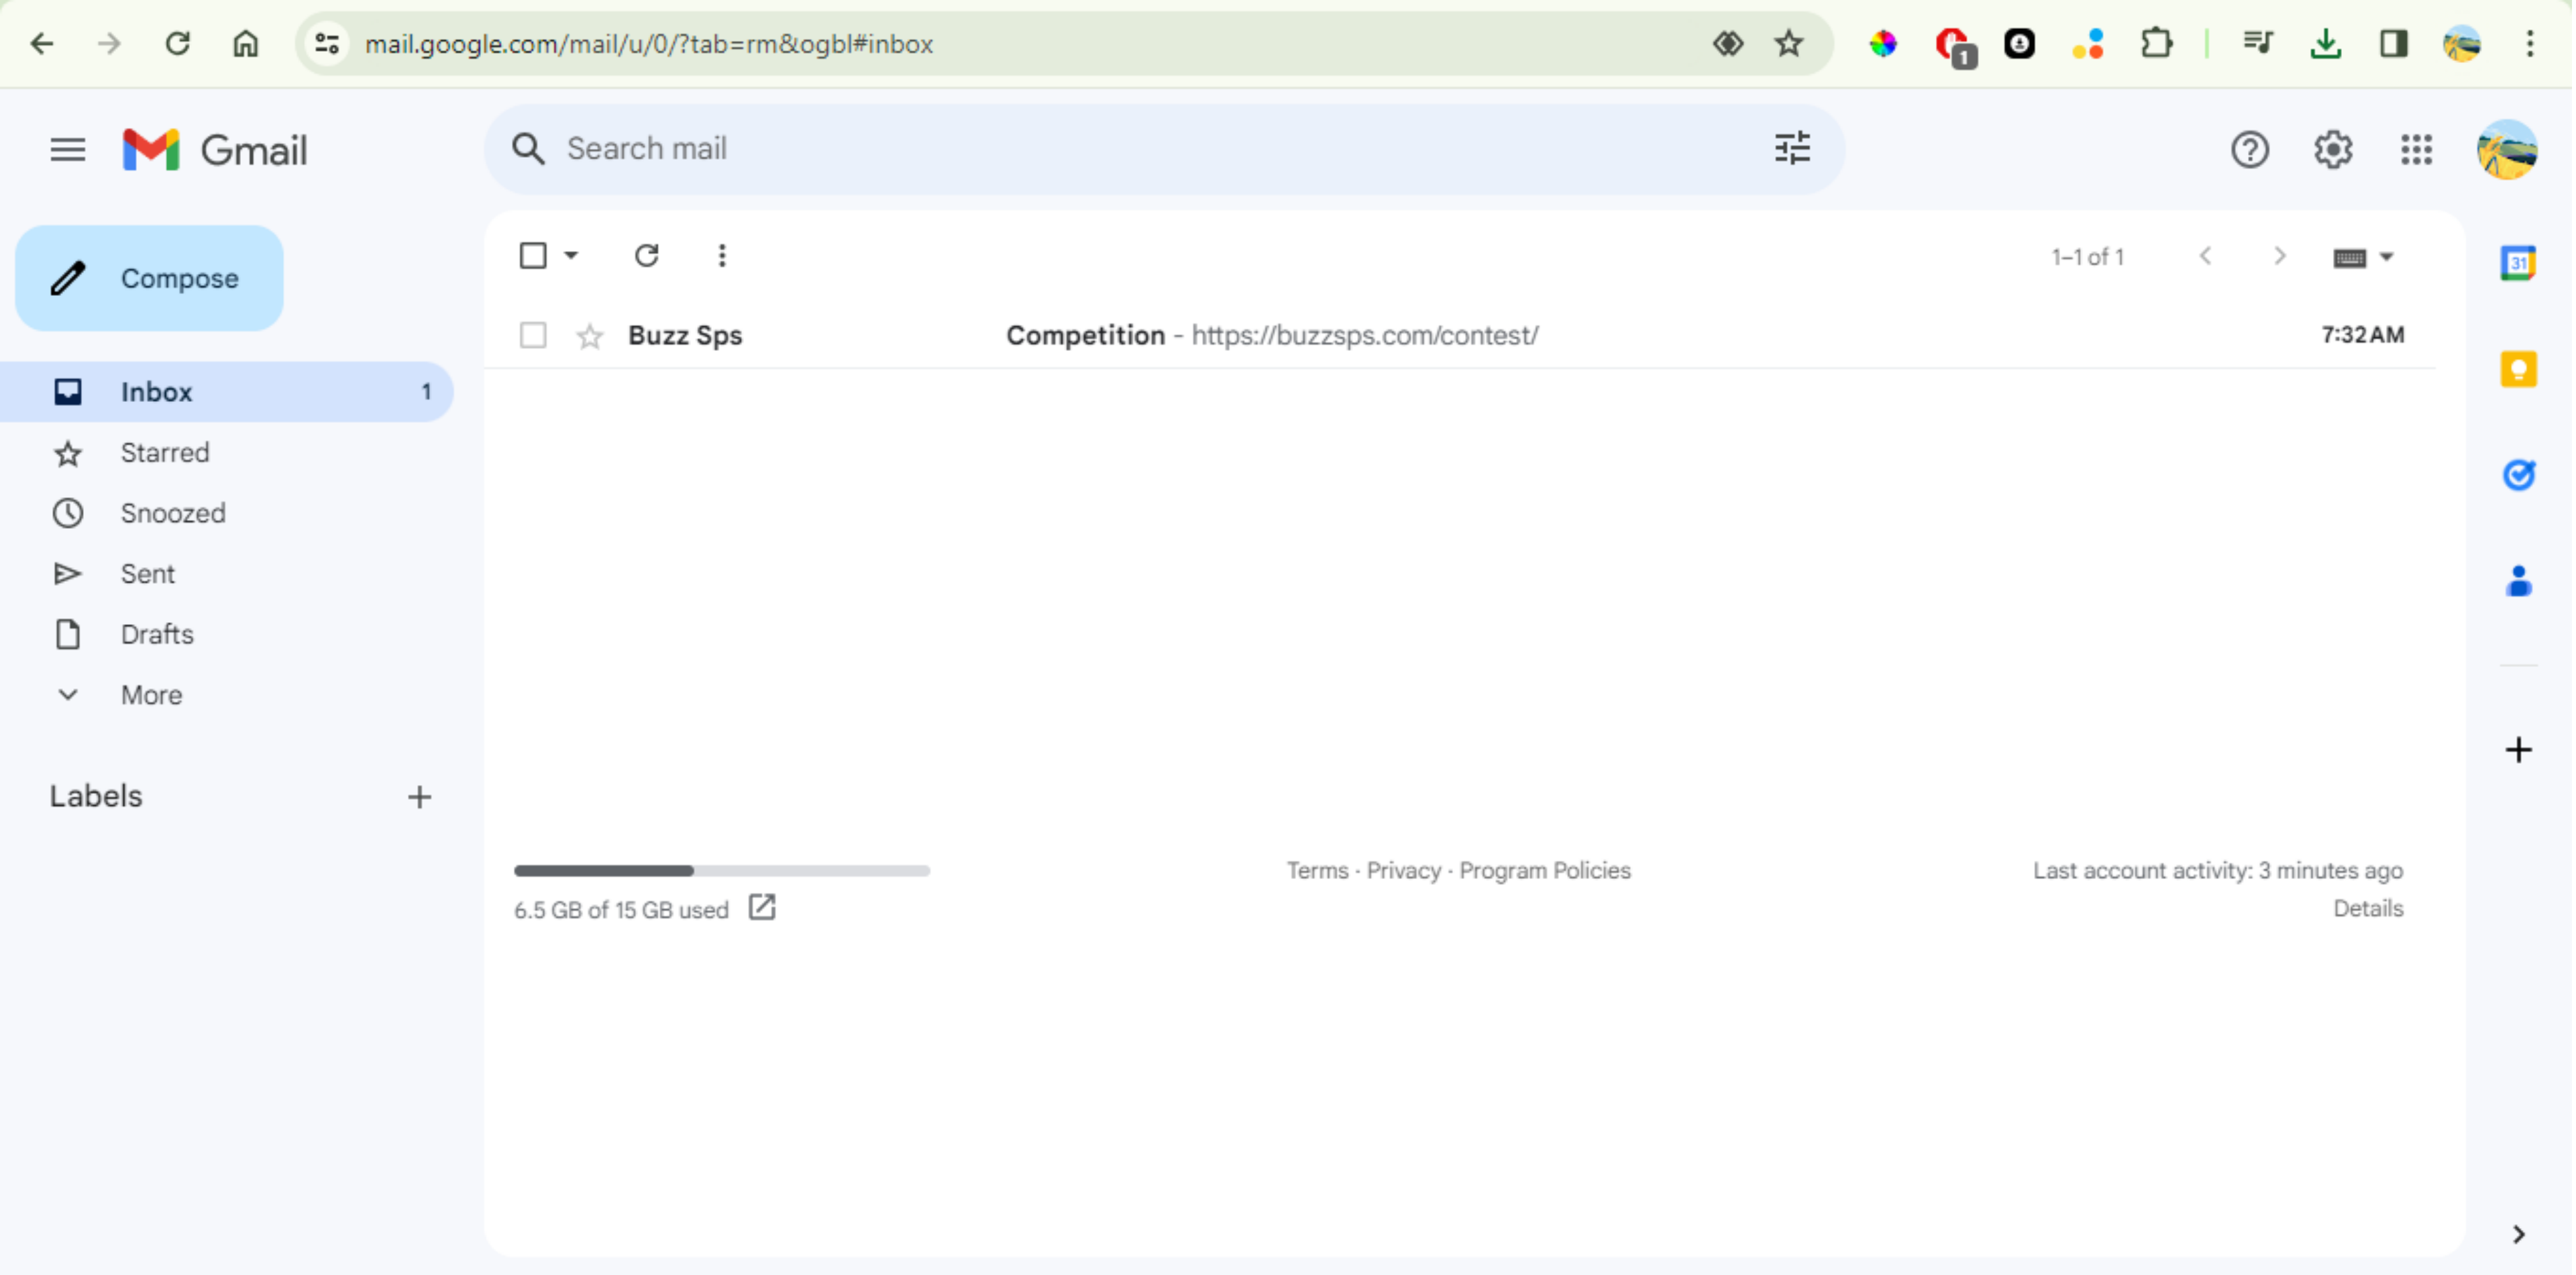 mail.google.com/mail/u/0/?tab=rm&ogbl#inbox
1
Gmail
Search mail
Compose
1–1 of 1
31
Buzz Sps Competition - https://buzzsps.com/contest/ 7:32 AM
Inbox 1
Starred
Snoozed
Sent
Drafts
More
Labels
Terms · Privacy · Program Policies
Last account activity: 3 minutes ago
6.5 GB of 15 GB used
Details